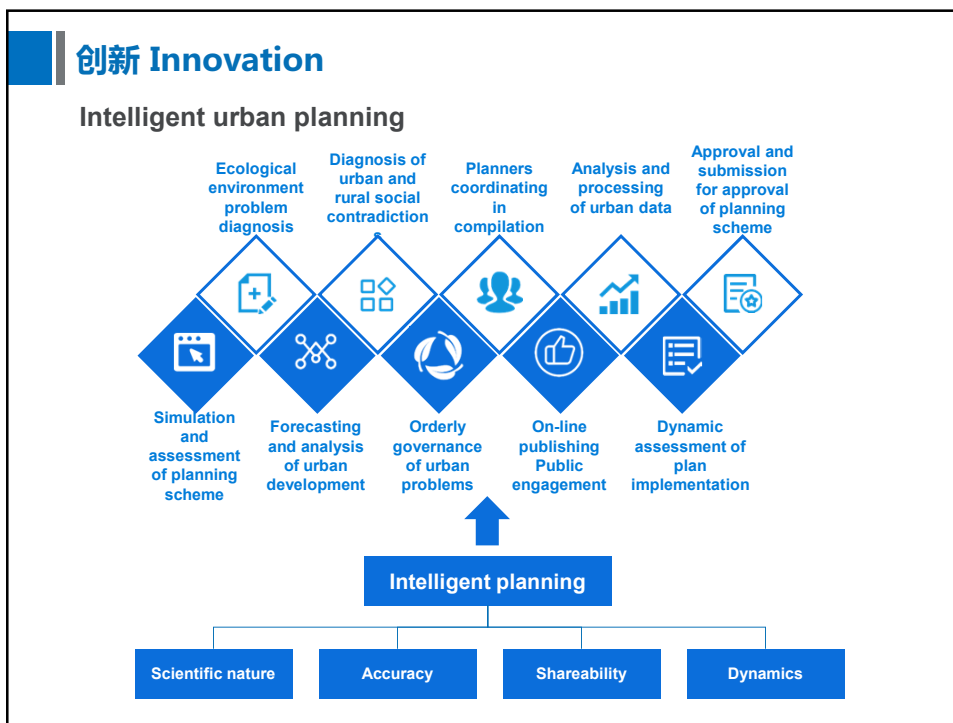 创新 Innovation
Intelligent urban planning
Ecological
environment
problem
diagnosis
Diagnosis of
urban and
rural social
contradiction
s
Planners
coordinating
in
compilation
Analysis and
processing
of urban data
Approval and
submission
for approval
of planning
scheme
Simulation
and
assessment
of planning
scheme
Forecasting
and analysis
of urban
development
Orderly
governance
of urban
problems
On-line
publishing
Public
engagement
Dynamic
assessment of
plan
implementation
Intelligent planning
Scientific nature
Accuracy
Shareability
Dynamics